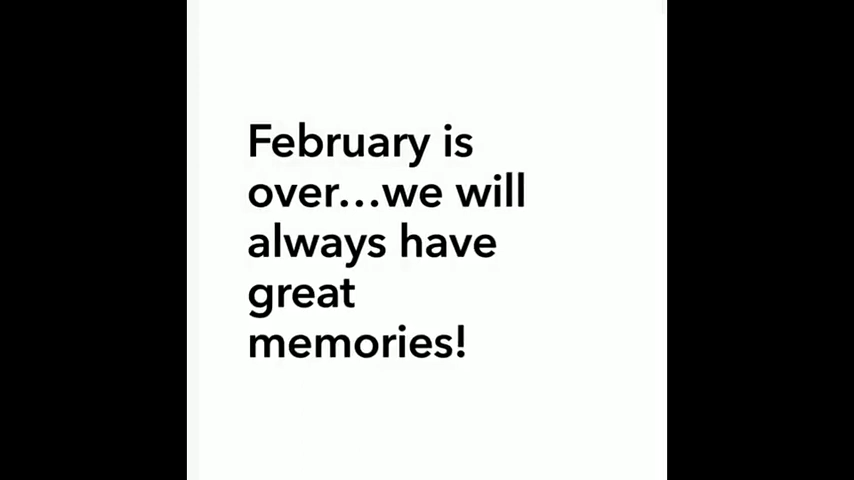 February is
over...we will
always have
great
memories!